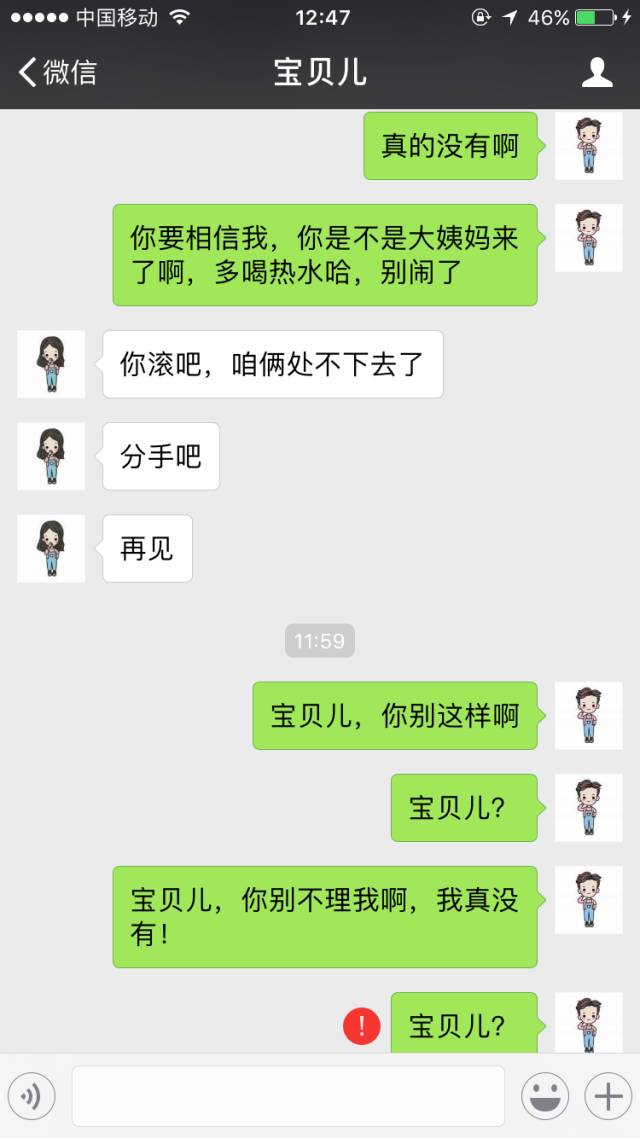 中国移动 12:47 46%
微信 宝贝儿
真的没有啊
你要相信我，你是不是大姨妈来
了啊，多喝热水哈，别闹了
你滚吧，咱俩处不下去了
分手吧
再见
11:59
宝贝儿，你别这样啊
宝贝儿？
宝贝儿，你别不理我啊，我真没
有！
! 宝贝儿？